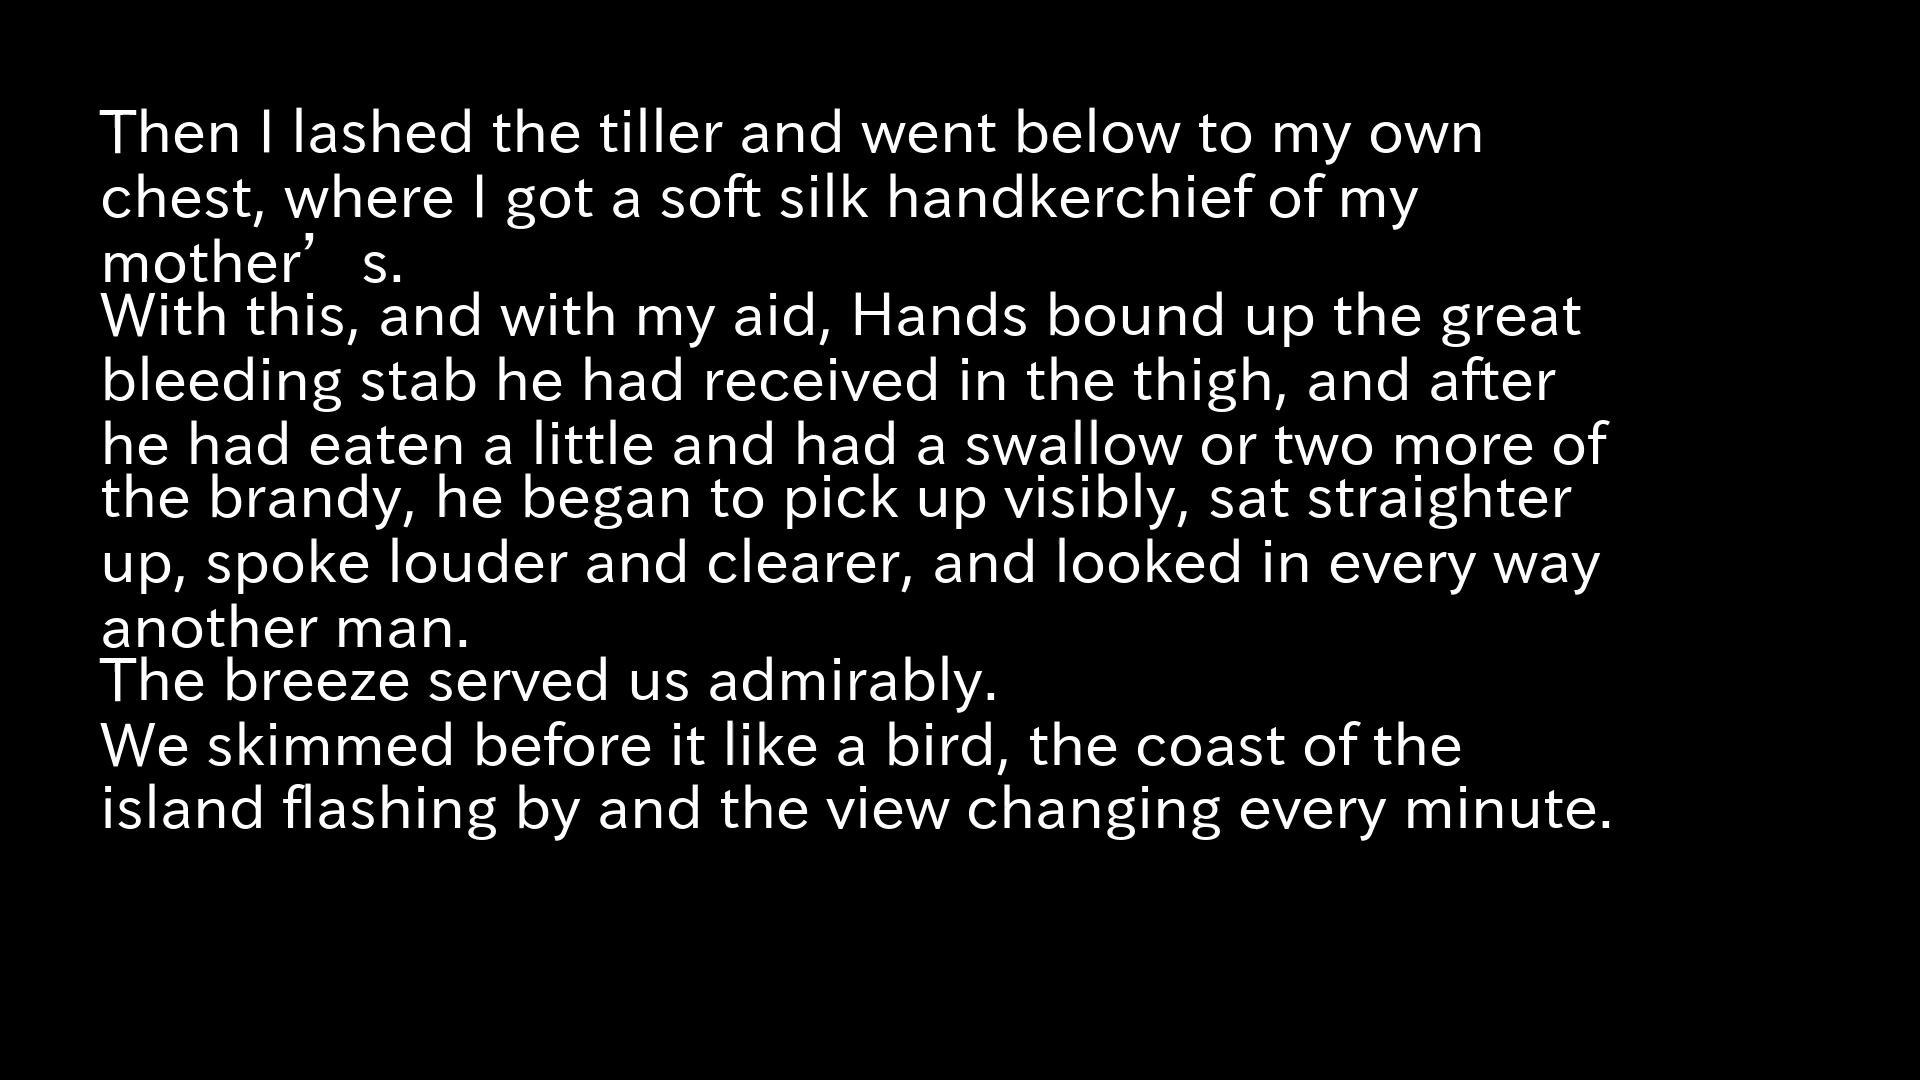 Then I lashed the tiller and went below to my own
chest, where I got a soft silk handkerchief of my
mother’s.
With this, and with my aid, Hands bound up the great
bleeding stab he had received in the thigh, and after
he had eaten a little and had a swallow or two more of
the brandy, he began to pick up visibly, sat straighter
up, spoke louder and clearer, and looked in every way
another man.
The breeze served us admirably.
We skimmed before it like a bird, the coast of the
island flashing by and the view changing every minute.